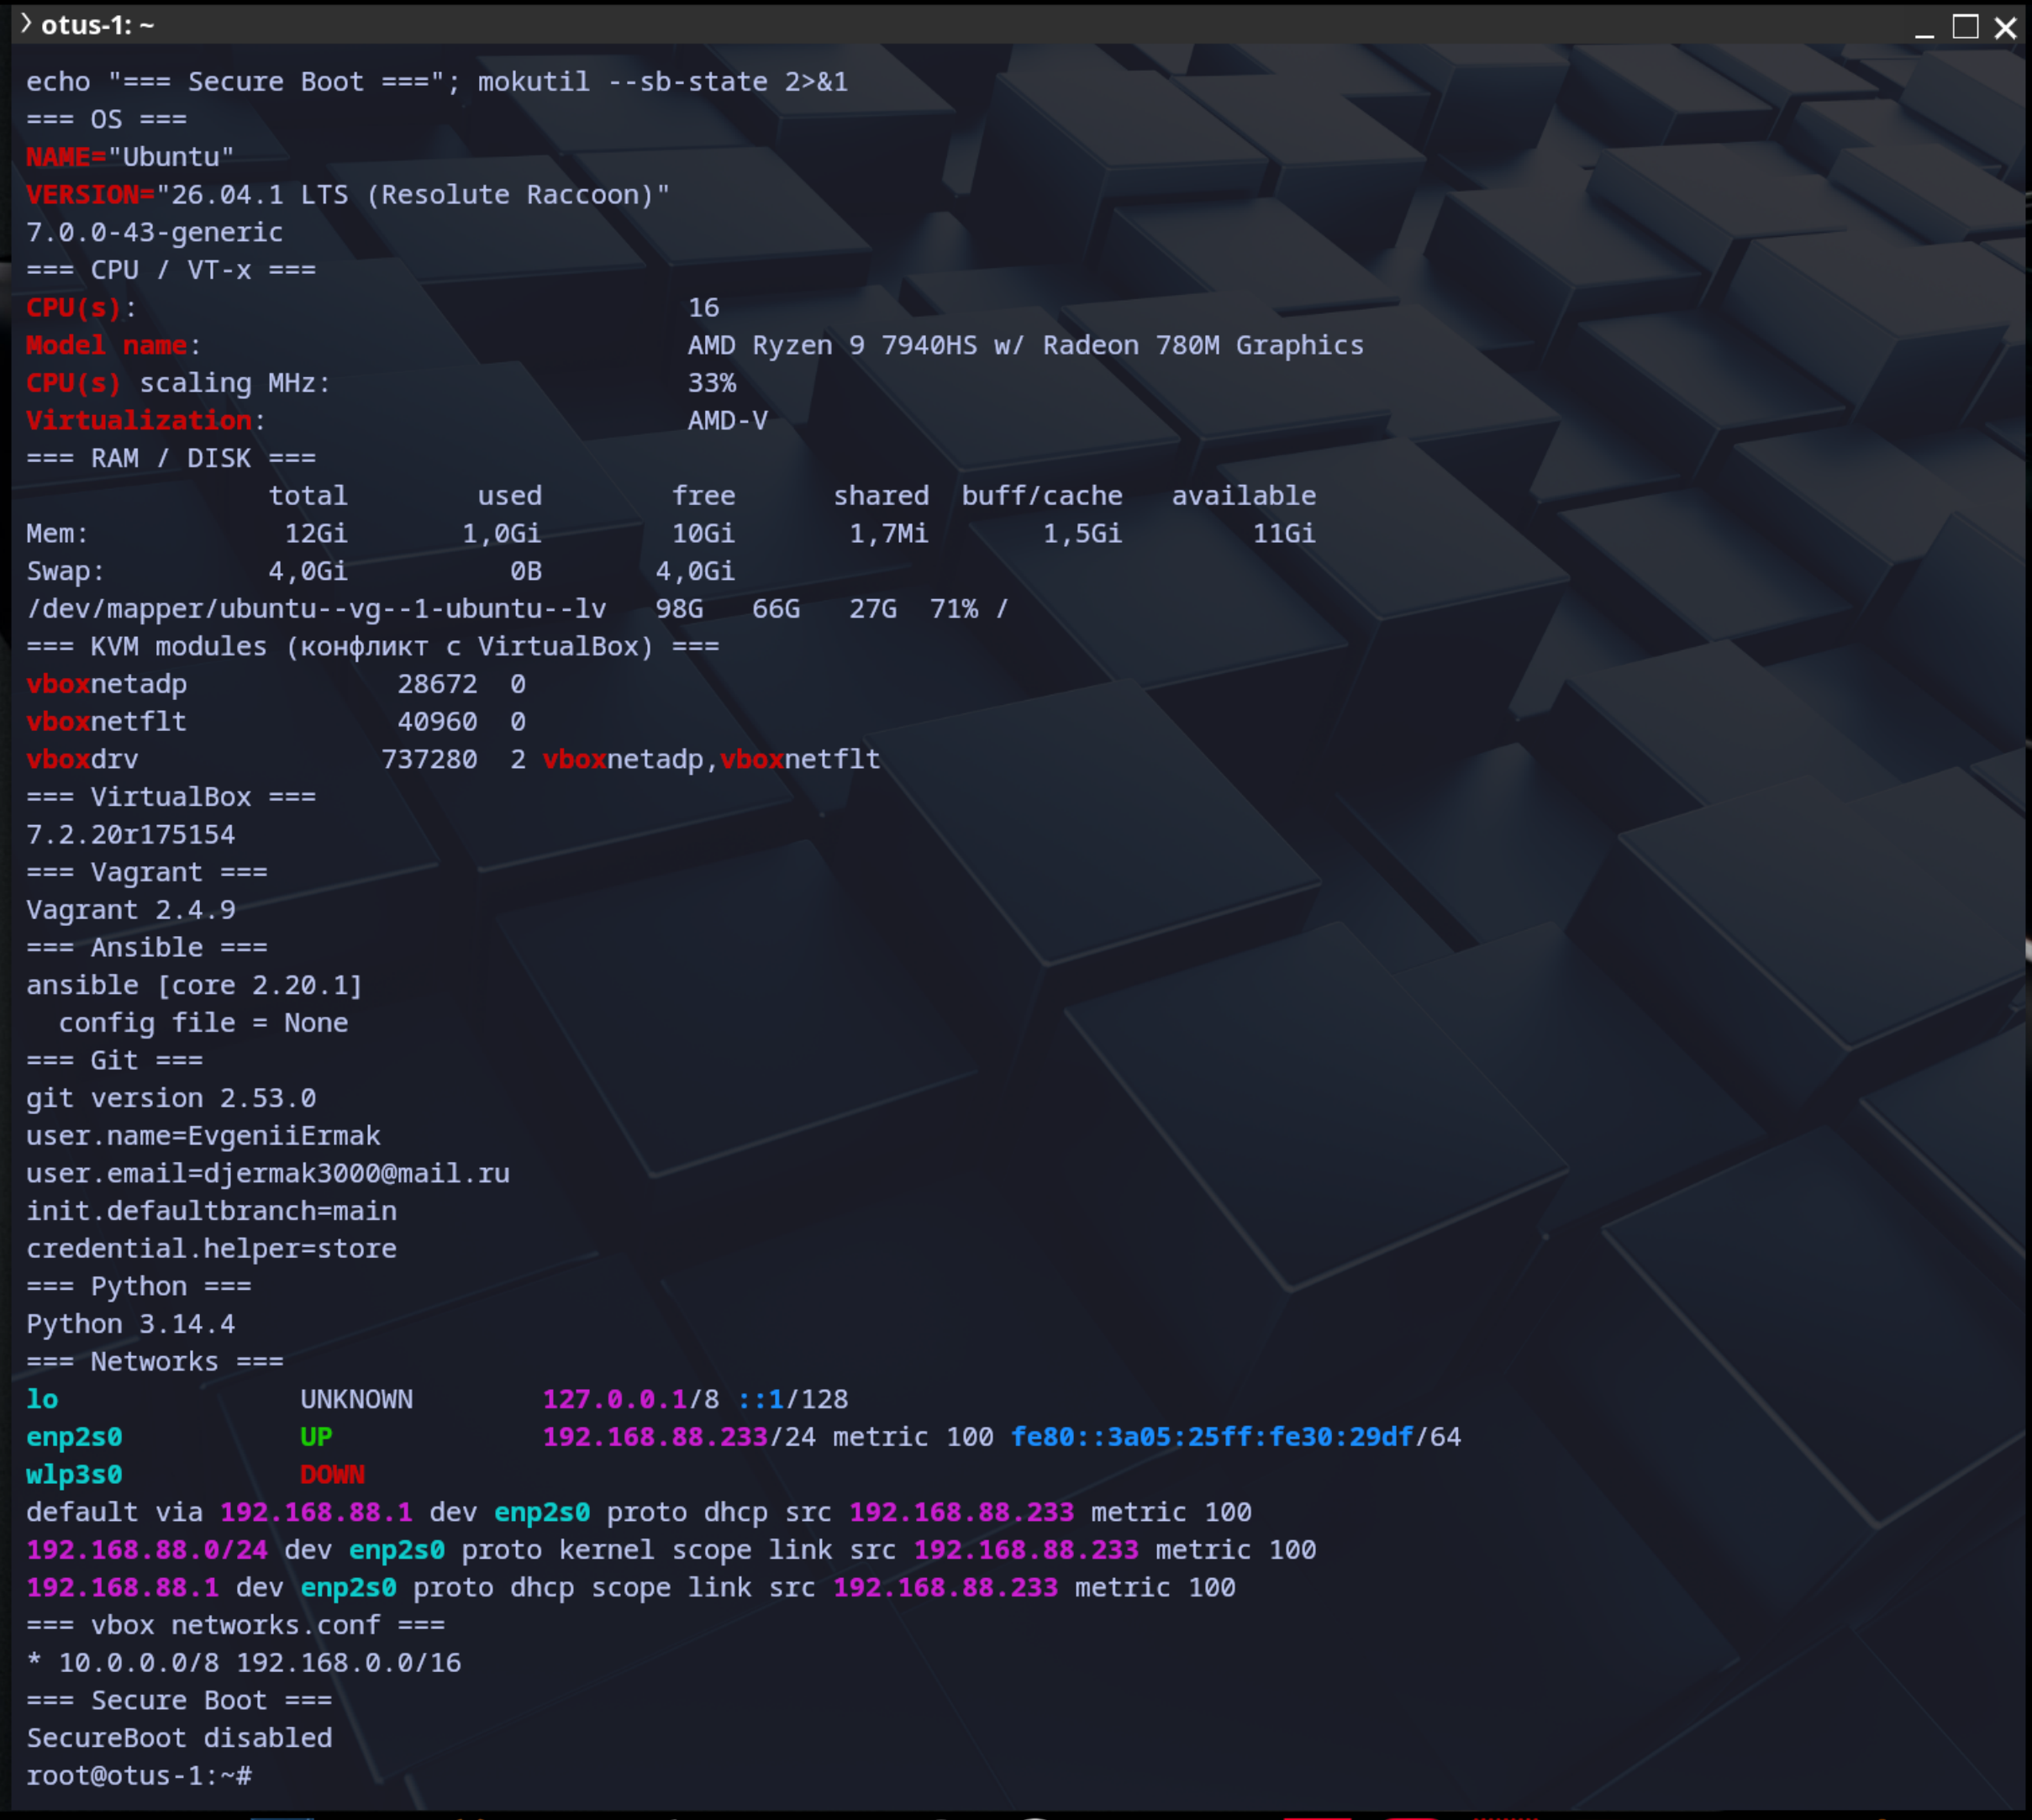 otus-1: ~
echo "=== Secure Boot ==="; mokutil --sb-state 2>&1
=== OS ===
NAME="Ubuntu"
VERSION="26.04.1 LTS (Resolute Raccoon)"
7.0.0-43-generic
=== CPU / VT-x ===
CPU(s):                                  16
Model name:                              AMD Ryzen 9 7940HS w/ Radeon 780M Graphics
CPU(s) scaling MHz:                      33%
Virtualization:                          AMD-V
=== RAM / DISK ===
               total        used        free      shared  buff/cache   available
Mem:            12Gi       1,0Gi        10Gi       1,7Mi       1,5Gi        11Gi
Swap:          4,0Gi          0B       4,0Gi
/dev/mapper/ubuntu--vg--1-ubuntu--lv   98G   66G   27G  71% /
=== KVM modules (конфликт с VirtualBox) ===
vboxnetadp             28672  0
vboxnetflt             40960  0
vboxdrv               737280  2 vboxnetadp,vboxnetflt
=== VirtualBox ===
7.2.20r175154
=== Vagrant ===
Vagrant 2.4.9
=== Ansible ===
ansible [core 2.20.1]
  config file = None
=== Git ===
git version 2.53.0
user.name=EvgeniiErmak
user.email=djermak3000@mail.ru
init.defaultbranch=main
credential.helper=store
=== Python ===
Python 3.14.4
=== Networks ===
lo               UNKNOWN        127.0.0.1/8 ::1/128
enp2s0           UP             192.168.88.233/24 metric 100 fe80::3a05:25ff:fe30:29df/64
wlp3s0           DOWN
default via 192.168.88.1 dev enp2s0 proto dhcp src 192.168.88.233 metric 100
192.168.88.0/24 dev enp2s0 proto kernel scope link src 192.168.88.233 metric 100
192.168.88.1 dev enp2s0 proto dhcp scope link src 192.168.88.233 metric 100
=== vbox networks.conf ===
* 10.0.0.0/8 192.168.0.0/16
=== Secure Boot ===
SecureBoot disabled
root@otus-1:~#